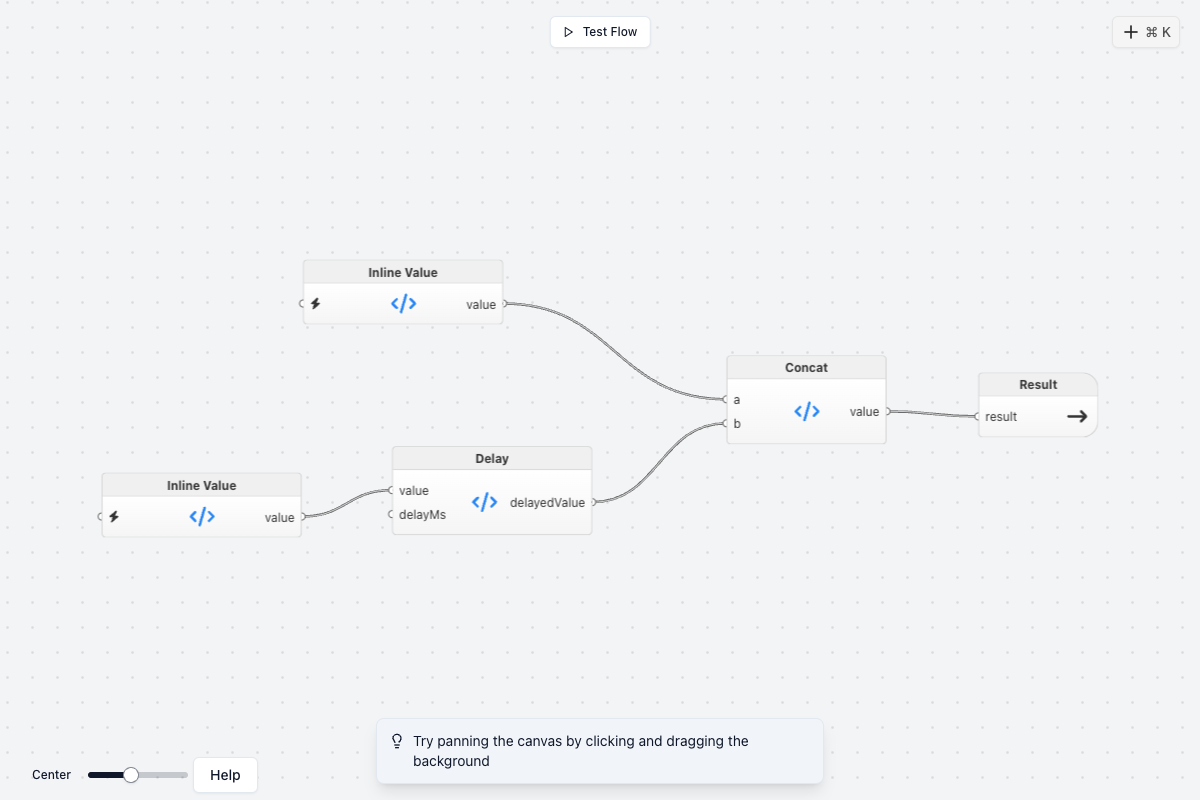 Test Flow
⌘ K
Inline Value
value
Concat
a
b
value
Result
result
Delay
value
delayMs
delayedValue
Inline Value
value
Try panning the canvas by clicking and dragging the
background
Center
Help